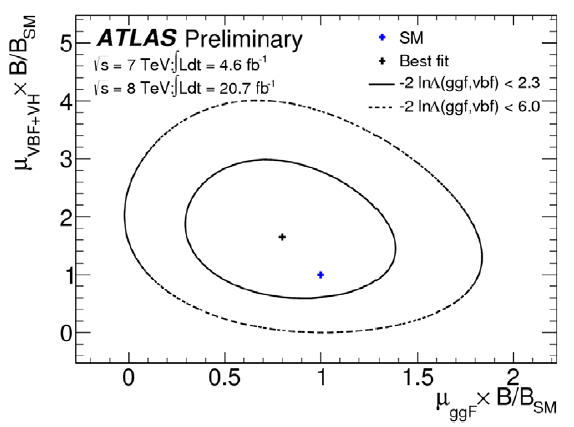 ATLAS Preliminary
√s = 7 TeV:∫Ldt = 4.6 fb⁻¹
√s = 8 TeV:∫Ldt = 20.7 fb⁻¹
SM
Best fit
-2 lnΛ(ggf,vbf) < 2.3
-2 lnΛ(ggf,vbf) < 6.0
μVBF+VH × B/BSM
5
4
3
2
1
0
0 0.5 1 1.5 2
μggF × B/BSM